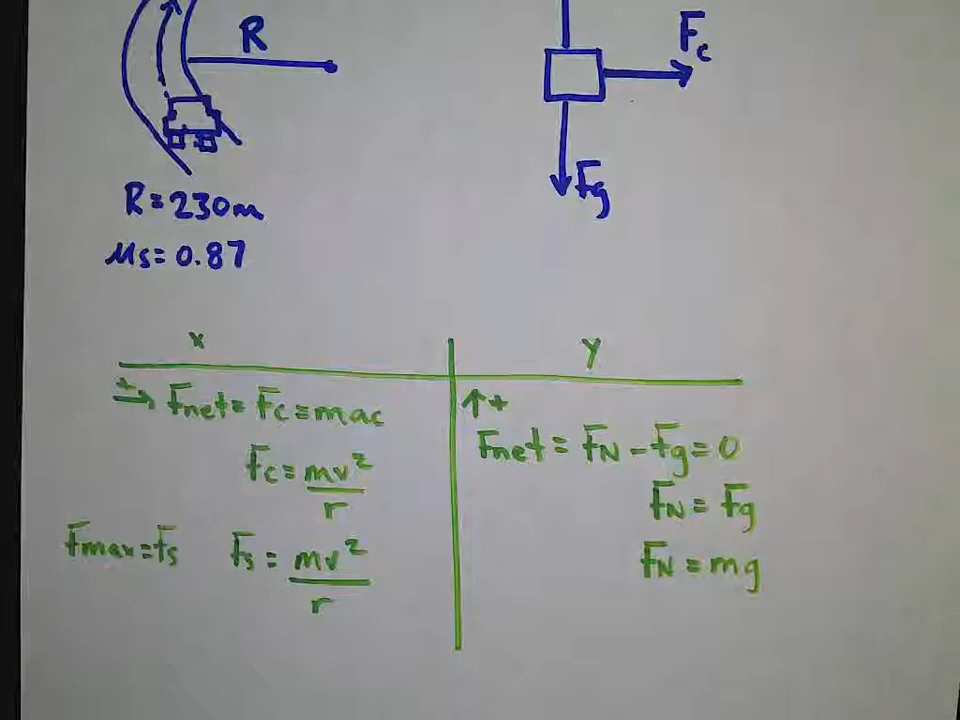 R
Fc
Fg
R = 230m
μs = 0.87
x
y
+→ Fnet = Fc = mac
↑+
Fnet = FN - Fg = 0
Fc = mv²/r
FN = Fg
Fmax = fs fs = mv²/r
FN = mg